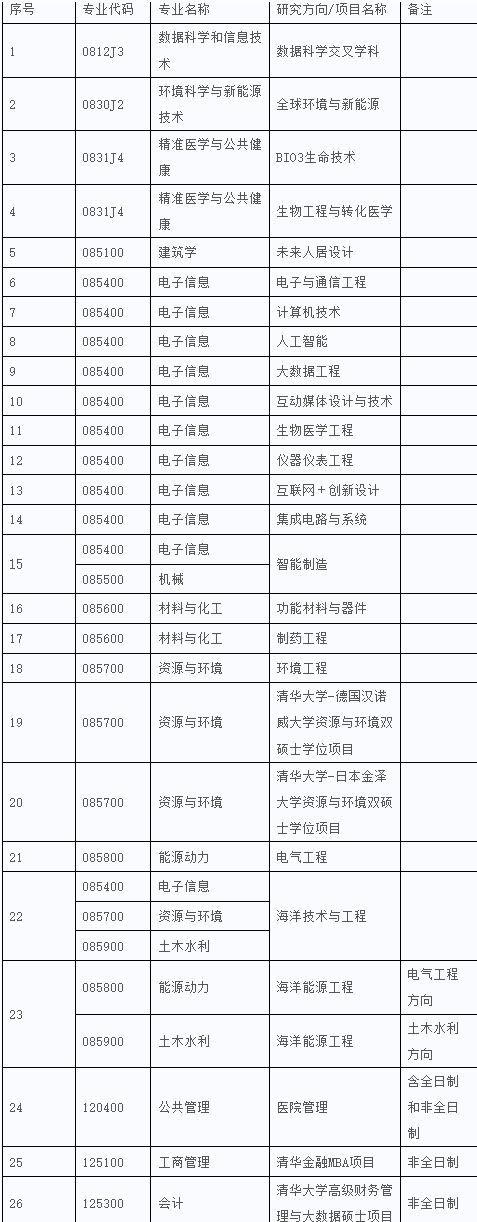 序号 专业代码 专业名称 研究方向/项目名称 备注
1 0812J3 数据科学和信息技术 数据科学交叉学科
2 0830J2 环境科学与新能源技术 全球环境与新能源
3 0831J4 精准医学与公共健康 BIO3生命技术
4 0831J4 精准医学与公共健康 生物工程与转化医学
5 085100 建筑学 未来人居设计
6 085400 电子信息 电子与通信工程
7 085400 电子信息 计算机技术
8 085400 电子信息 人工智能
9 085400 电子信息 大数据工程
10 085400 电子信息 互动媒体设计与技术
11 085400 电子信息 生物医学工程
12 085400 电子信息 仪器仪表工程
13 085400 电子信息 互联网＋创新设计
14 085400 电子信息 集成电路与系统
15 085400 电子信息 智能制造
085500 机械
16 085600 材料与化工 功能材料与器件
17 085600 材料与化工 制药工程
18 085700 资源与环境 环境工程
19 085700 资源与环境 清华大学-德国汉诺威大学资源与环境双硕士学位项目
20 085700 资源与环境 清华大学-日本金泽大学资源与环境双硕士学位项目
21 085800 能源动力 电气工程
22 085400 电子信息 海洋技术与工程
085700 资源与环境
085900 土木水利
23 085800 能源动力 海洋能源工程 电气工程方向
085900 土木水利 海洋能源工程 土木水利方向
24 120400 公共管理 医院管理 含全日制和非全日制
25 125100 工商管理 清华金融MBA项目 非全日制
26 125300 会计 清华大学高级财务管理与大数据硕士项目 非全日制